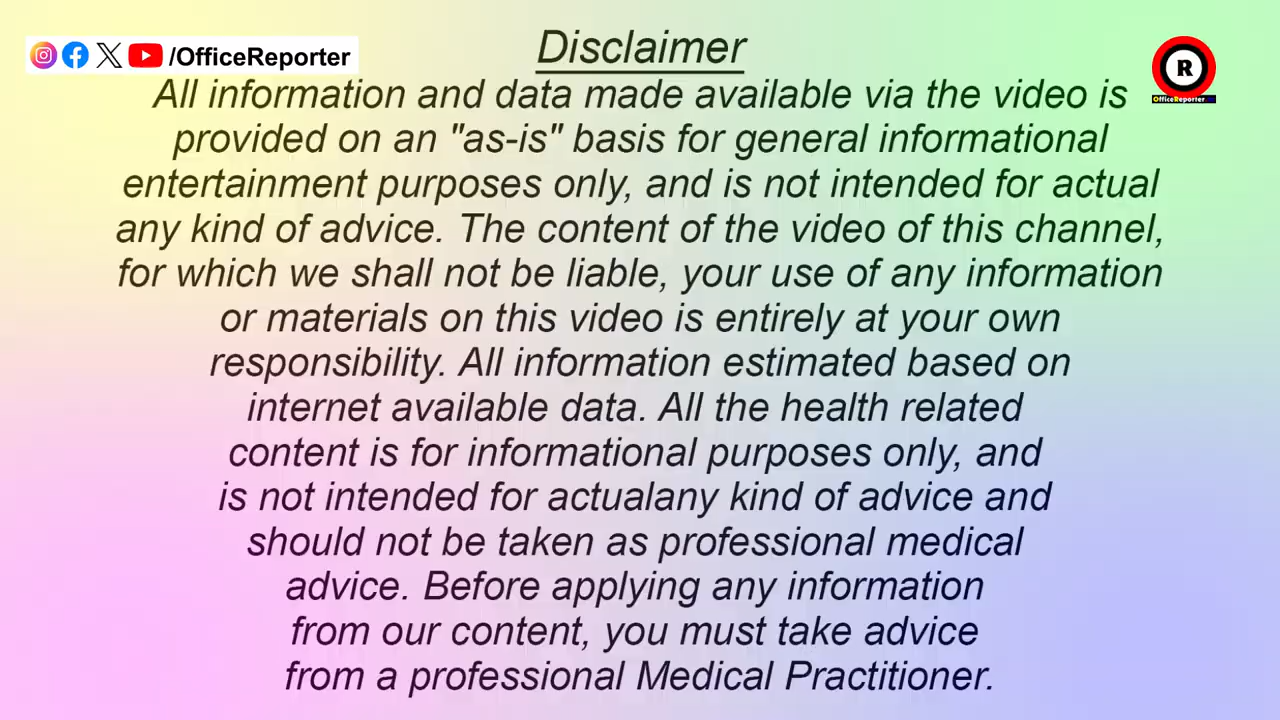 /OfficeReporter
R
OfficeReporter
Disclaimer
All information and data made available via the video is
provided on an "as-is" basis for general informational
entertainment purposes only, and is not intended for actual
any kind of advice. The content of the video of this channel,
for which we shall not be liable, your use of any information
or materials on this video is entirely at your own
responsibility. All information estimated based on
internet available data. All the health related
content is for informational purposes only, and
is not intended for actualany kind of advice and
should not be taken as professional medical
advice. Before applying any information
from our content, you must take advice
from a professional Medical Practitioner.